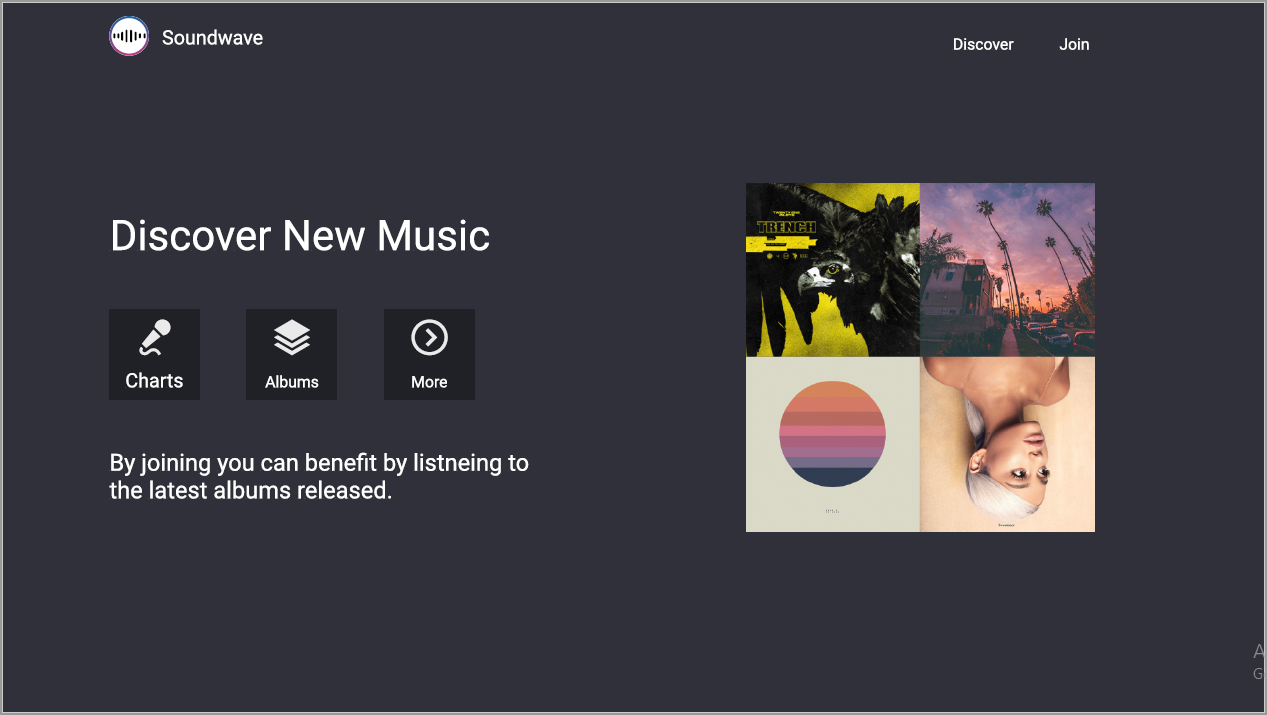 Soundwave
Discover
Join
Discover New Music
TRENCH
Charts
Albums
More
By joining you can benefit by listneing to
the latest albums released.